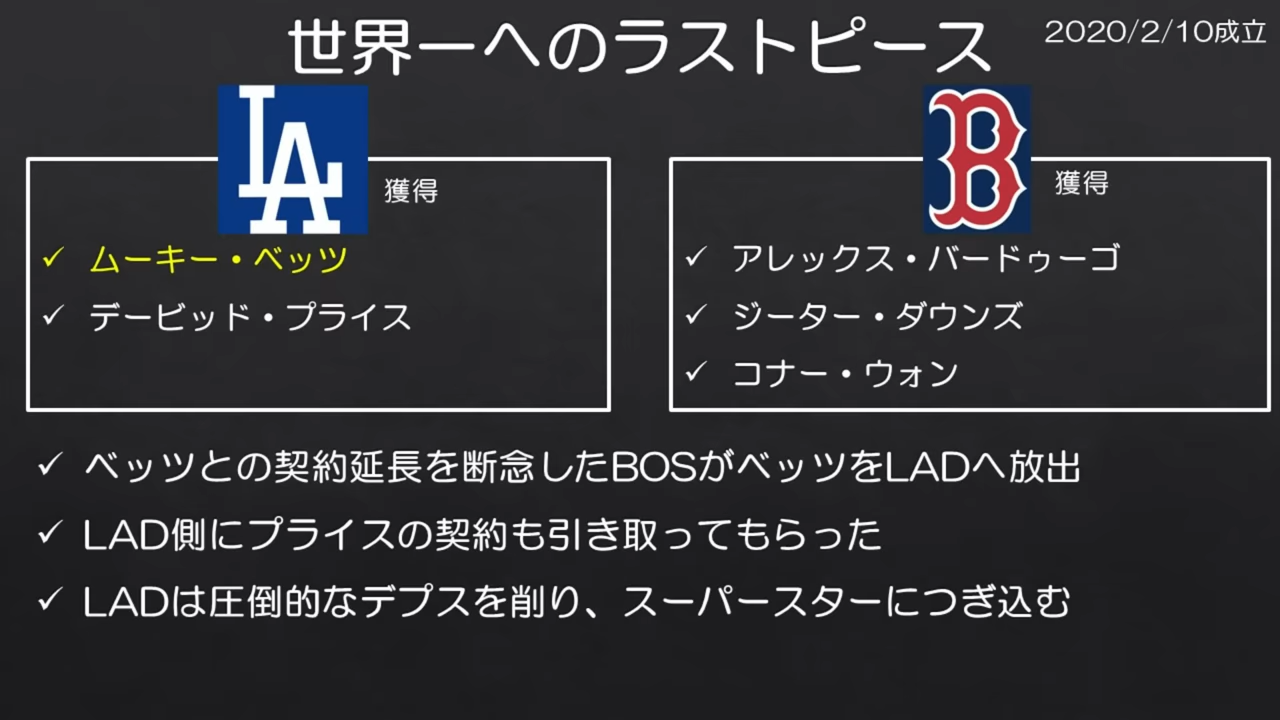 世界一へのラストピース
2020/2/10成立
LA
獲得
✓ ムーキー・ベッツ
✓ デービッド・プライス
B
獲得
✓ アレックス・バードゥーゴ
✓ ジーター・ダウンズ
✓ コナー・ウォン
✓ ベッツとの契約延長を断念したBOSがベッツをLADへ放出
✓ LAD側にプライスの契約も引き取ってもらった
✓ LADは圧倒的なデプスを削り、スーパースターにつぎ込む